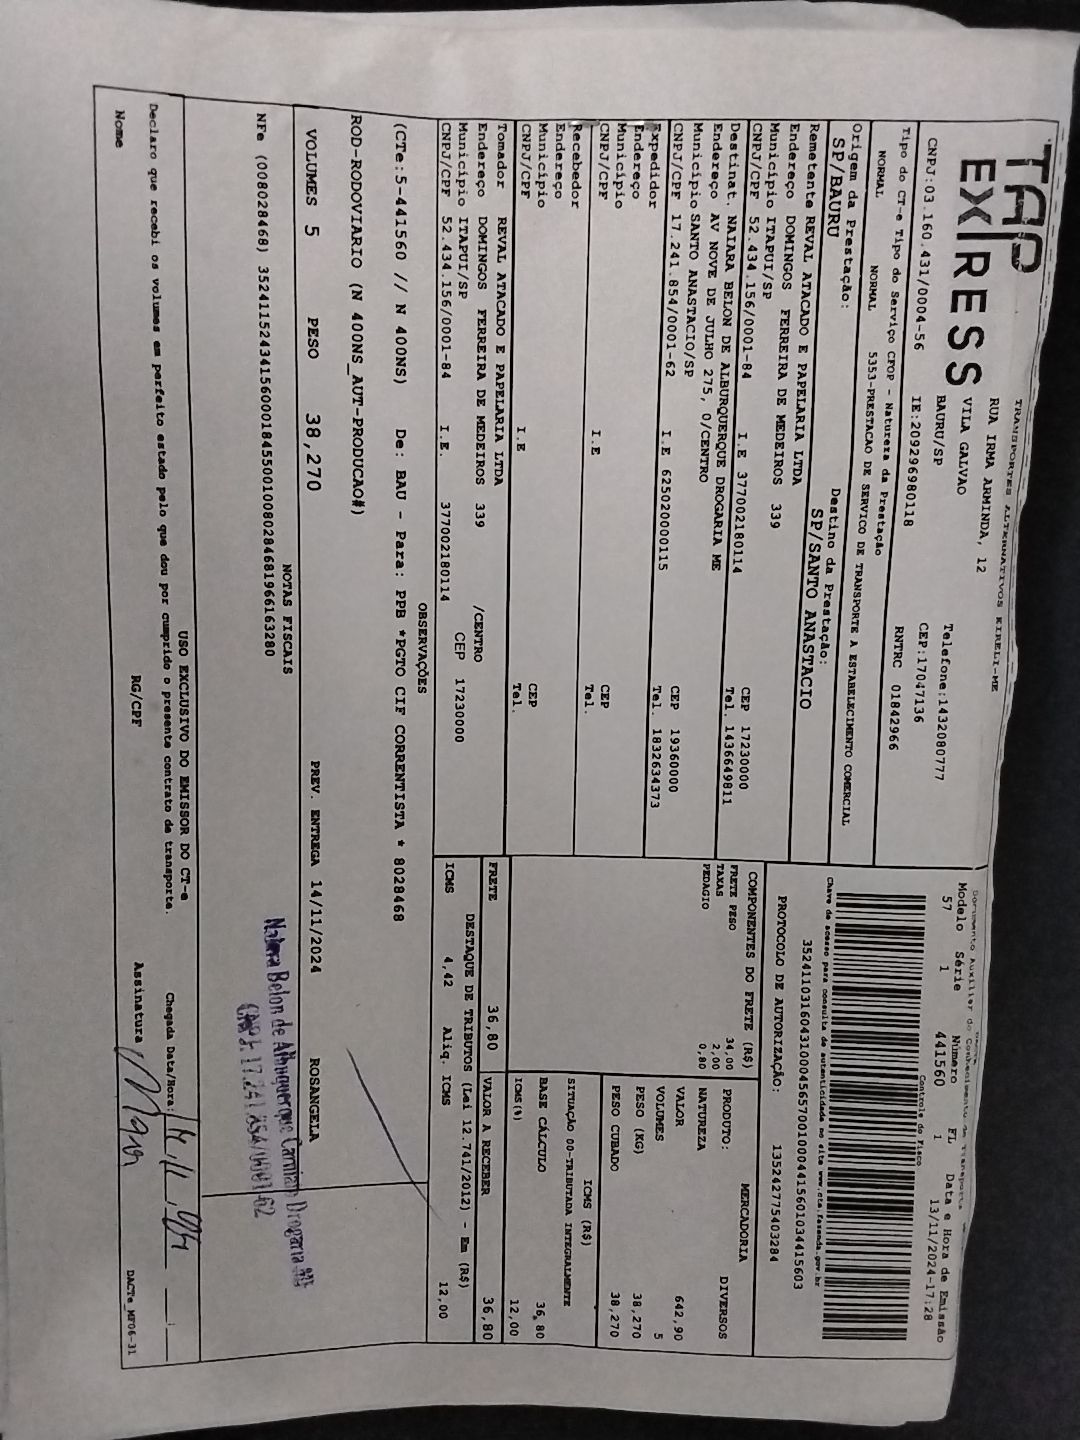 TAP
EXPRESS
TRANSPORTES ALTERNATIVOS EIRELI-ME
RUA IRMA ARMINDA, 12
VILA GALVAO
BAURU/SP
Telefone:1432080777
CEP:17047136
CNPJ:03.160.431/0004-56
IE:209296980118
RNTRC 01842966
Documento Auxiliar do Conhecimento de Transporte
Modelo Série Número FL Data e Hora de Emissão
57 1 441560 1 13/11/2024-17:28
Controle do Fisco
Tipo do CT-e Tipo do Serviço CFOP - Natureza da Prestação
NORMAL NORMAL 5353-PRESTACAO DE SERVICO DE TRANSPORTE A ESTABELECIMENTO COMERCIAL
Origem da Prestação: Destino da Prestação:
SP/BAURU SP/SANTO ANASTACIO
Chave de acesso para consulta de autenticidade no site www.cte.fazenda.gov.br
35241103160431000456570010004415601034415603
PROTOCOLO DE AUTORIZAÇÃO: 135242775403284
Remetente REVAL ATACADO E PAPELARIA LTDA
Endereço DOMINGOS FERREIRA DE MEDEIROS 339
Município ITAPUI/SP CEP 17230000
CNPJ/CPF 52.434.156/0001-84 I.E 377002180114 Tel. 1436649811
Destinat. NAIARA BELON DE ALBURQUERQUE DROGARIA ME
Endereço AV NOVE DE JULHO 275, 0/CENTRO
Município SANTO ANASTACIO/SP CEP 19360000
CNPJ/CPF 17.241.854/0001-62 I.E 625020000115 Tel. 1832634373
Expedidor
Endereço
Município CEP
CNPJ/CPF I.E Tel.
Recebedor
Endereço
Município CEP
CNPJ/CPF I.E Tel.
Tomador REVAL ATACADO E PAPELARIA LTDA
Endereço DOMINGOS FERREIRA DE MEDEIROS 339 /CENTRO
Município ITAPUI/SP CEP 17230000
CNPJ/CPF 52.434.156/0001-84 I.E. 377002180114
COMPONENTES DO FRETE (R$)
FRETE PESO 34,00
TAXAS 2,00
PEDAGIO 0,80
FRETE 36,80
MERCADORIA
PRODUTO: DIVERSOS
NATUREZA
VALOR 642,90
VOLUMES 5
PESO (KG) 38,270
PESO CUBADO 38,270
ICMS (R$)
SITUAÇÃO 00-TRIBUTADA INTEGRALMENTE
BASE CÁLCULO 36,80
ICMS(%) 12,00
VALOR A RECEBER 36,80
DESTAQUE DE TRIBUTOS (Lei 12.741/2012) - Em (R$)
ICMS 4,42 Aliq. ICMS 12,00
OBSERVAÇÕES
(CTe:5-441560 // N 400NS) De: BAU - Para: PPB *PGTO CIF CORRENTISTA * 8028468
ROD-RODOVIARIO (N 400NS_AUT-PRODUCAO#)
VOLUMES 5 PESO 38,270 PREV. ENTREGA 14/11/2024 ROSANGELA
NOTAS FISCAIS
NFe (008028468) 35241152434156000184550010080284681966163280
Naiara Belon de Albuquerque Carminati Drogaria ME
CNPJ. 17.241.854/0001-62
USO EXCLUSIVO DO EMISSOR DO CT-e
Declaro que recebi os volumes em perfeito estado pelo que dou por cumprido o presente contrato de transporte. Chegada Data/Hora: 14.11.24
Nome RG/CPF Assinatura
DACTe_MF06-31